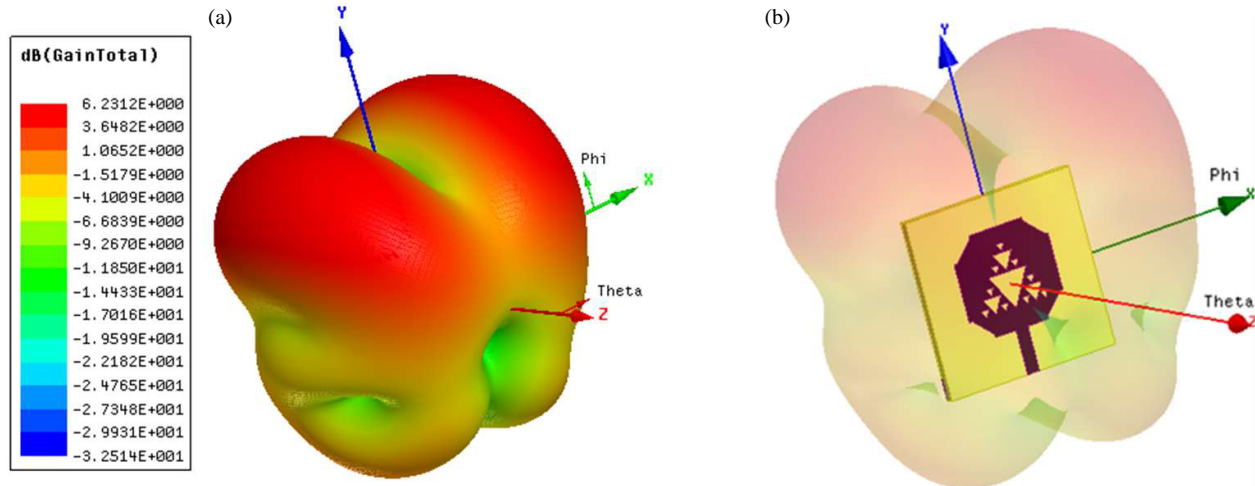 (a)
(b)
dB(GainTotal)
6.2312E+000
3.6482E+000
1.0652E+000
-1.5179E+000
-4.1009E+000
-6.6839E+000
-9.2670E+000
-1.1850E+001
-1.4433E+001
-1.7016E+001
-1.9599E+001
-2.2182E+001
-2.4765E+001
-2.7348E+001
-2.9931E+001
-3.2514E+001
Y
Phi
X
Theta
Z
Y
Phi
X
Theta
Z